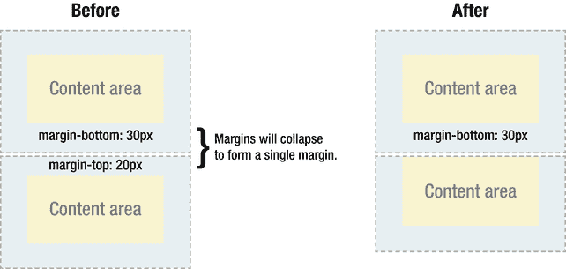 Before
After
Content area
margin-bottom: 30px
margin-top: 20px
Content area
Margins will collapse
to form a single margin.
Content area
margin-bottom: 30px
Content area